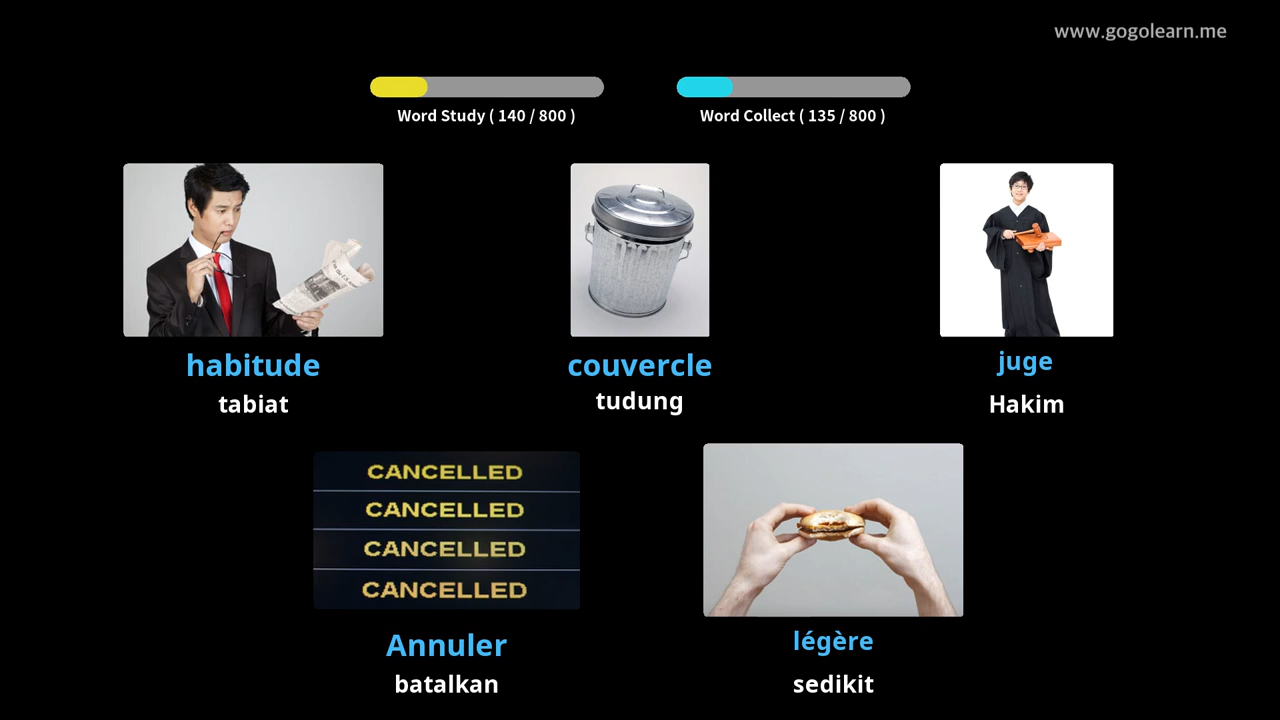 www.gogolearn.me
Word Study ( 140 / 800 )
Word Collect ( 135 / 800 )
habitude
tabiat
couvercle
tudung
juge
Hakim
CANCELLED
CANCELLED
CANCELLED
CANCELLED
Annuler
batalkan
légère
sedikit